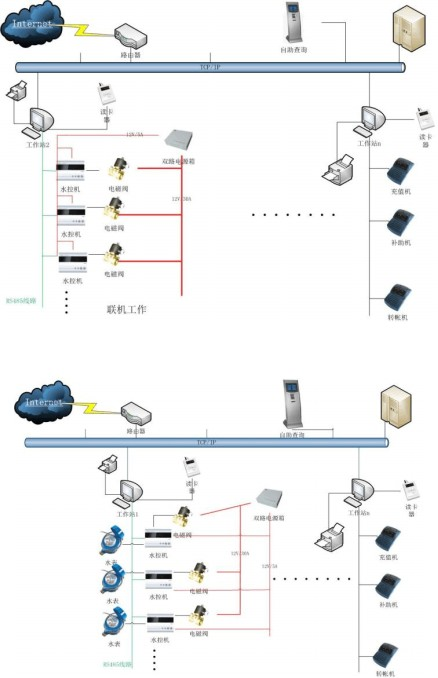 Internet
路由器
自助查询
TCP/IP
读卡器
工作站2
12V/5A
双路电源箱
工作站n
读卡器
水控机
电磁阀
12V/30A
充值机
水控机
电磁阀
补助机
水控机
电磁阀
RS485线路
联机工作
转帐机
Internet
路由器
自助查询
TCP/IP
读卡器
工作站1
双路电源箱
工作站n
读卡器
电磁阀
水表
水控机
12V/30A
12V/5A
充值机
水表
水控机
电磁阀
补助机
水表
水控机
电磁阀
RS485线路
转帐机